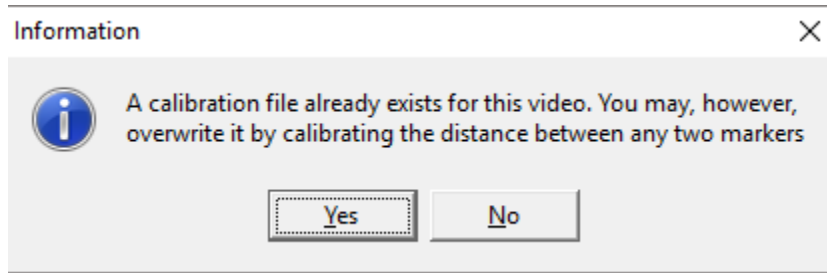 Information
A calibration file already exists for this video. You may, however,
overwrite it by calibrating the distance between any two markers
Yes
No